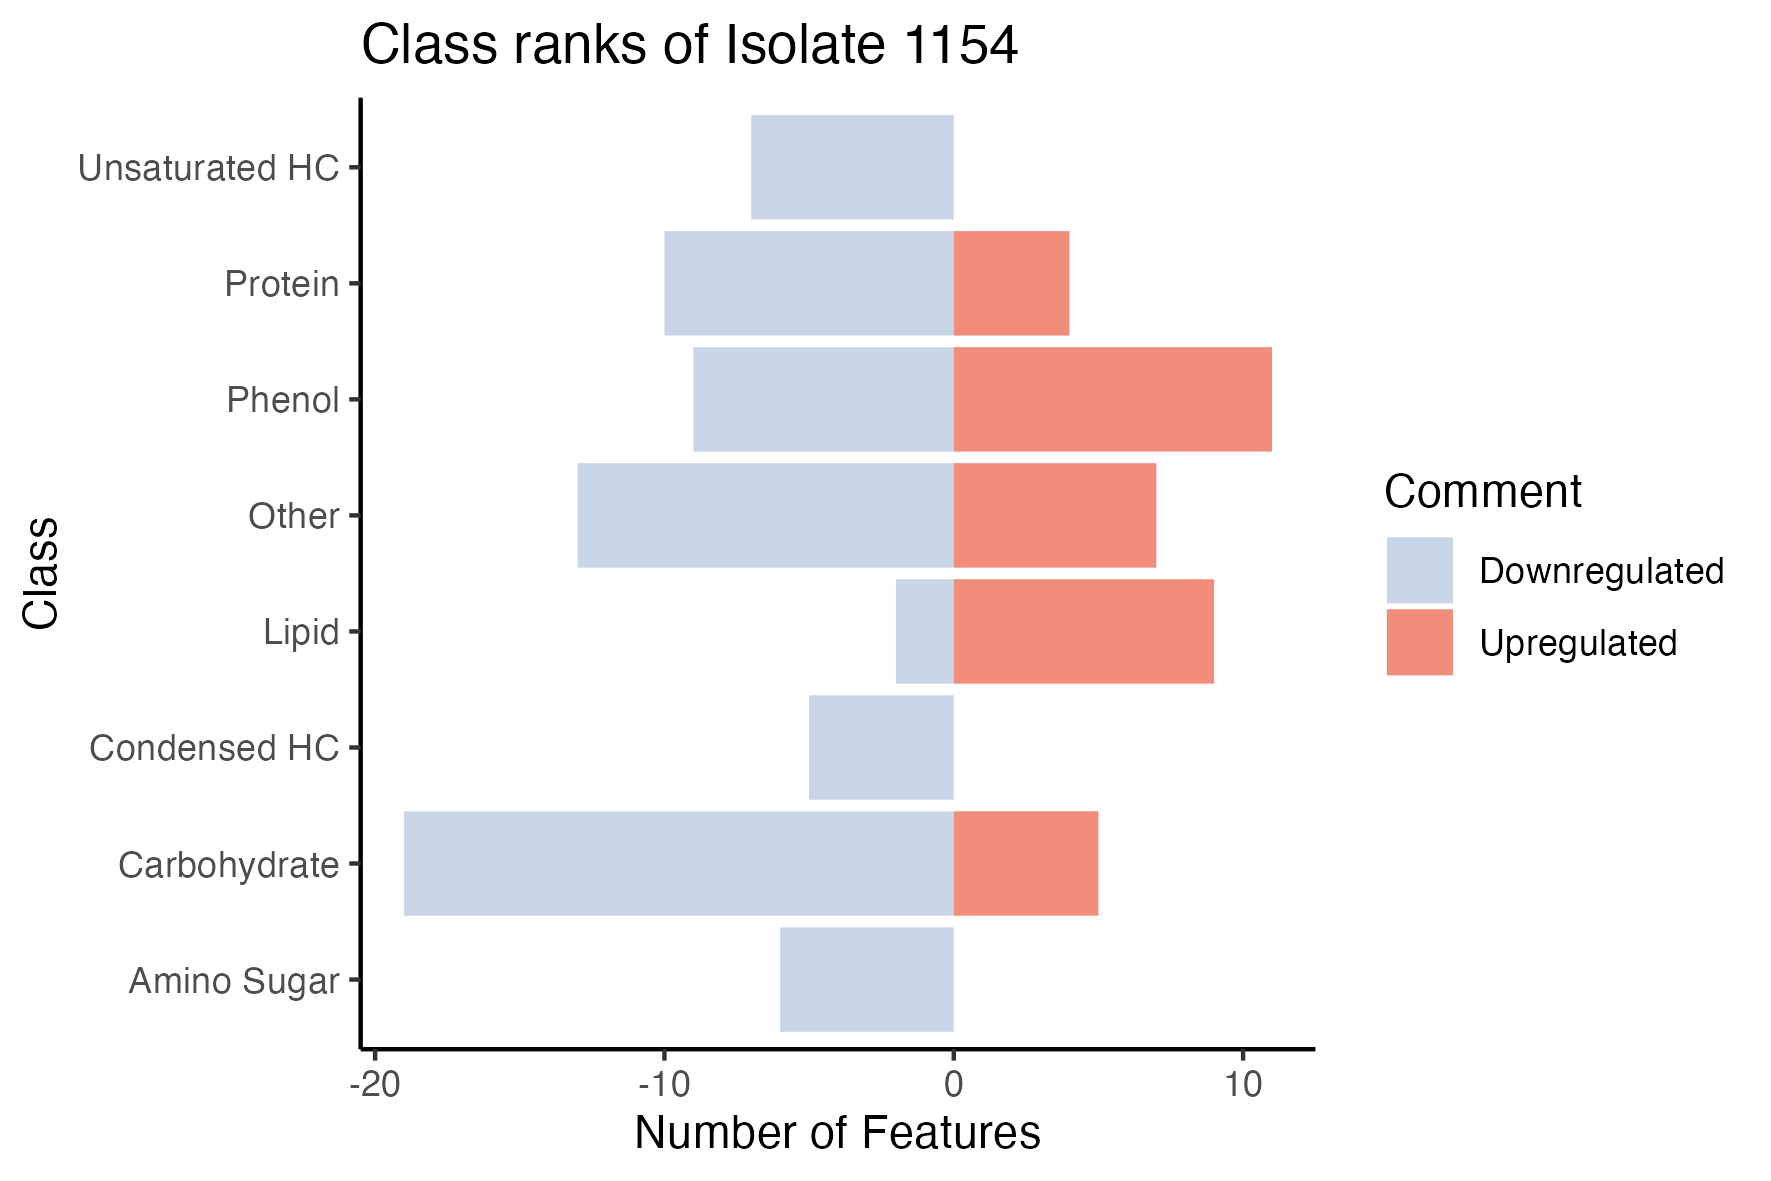 Class ranks of Isolate 1154
Class
Unsaturated HC
Protein
Phenol
Other
Lipid
Condensed HC
Carbohydrate
Amino Sugar
-20 -10 0 10
Number of Features
Comment
Downregulated
Upregulated